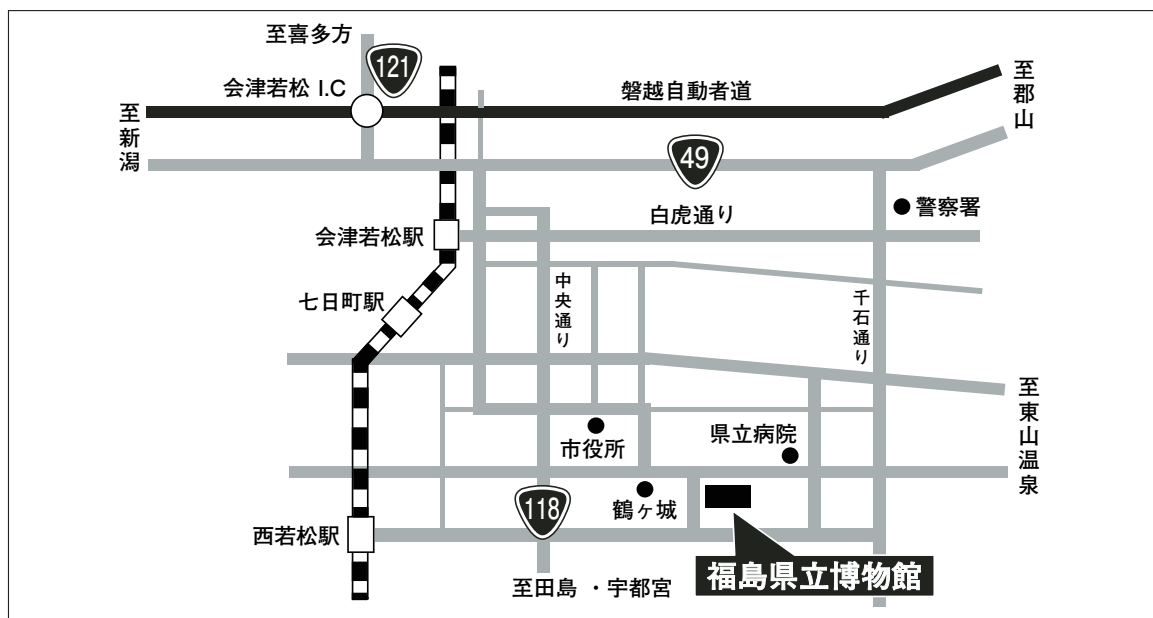 至喜多方
121
会津若松 I.C
磐越自動者道
至郡山
至新潟
49
白虎通り
警察署
会津若松駅
七日町駅
中央通り
千石通り
至東山温泉
市役所
県立病院
118
鶴ヶ城
西若松駅
福島県立博物館
至田島 ・宇都宮